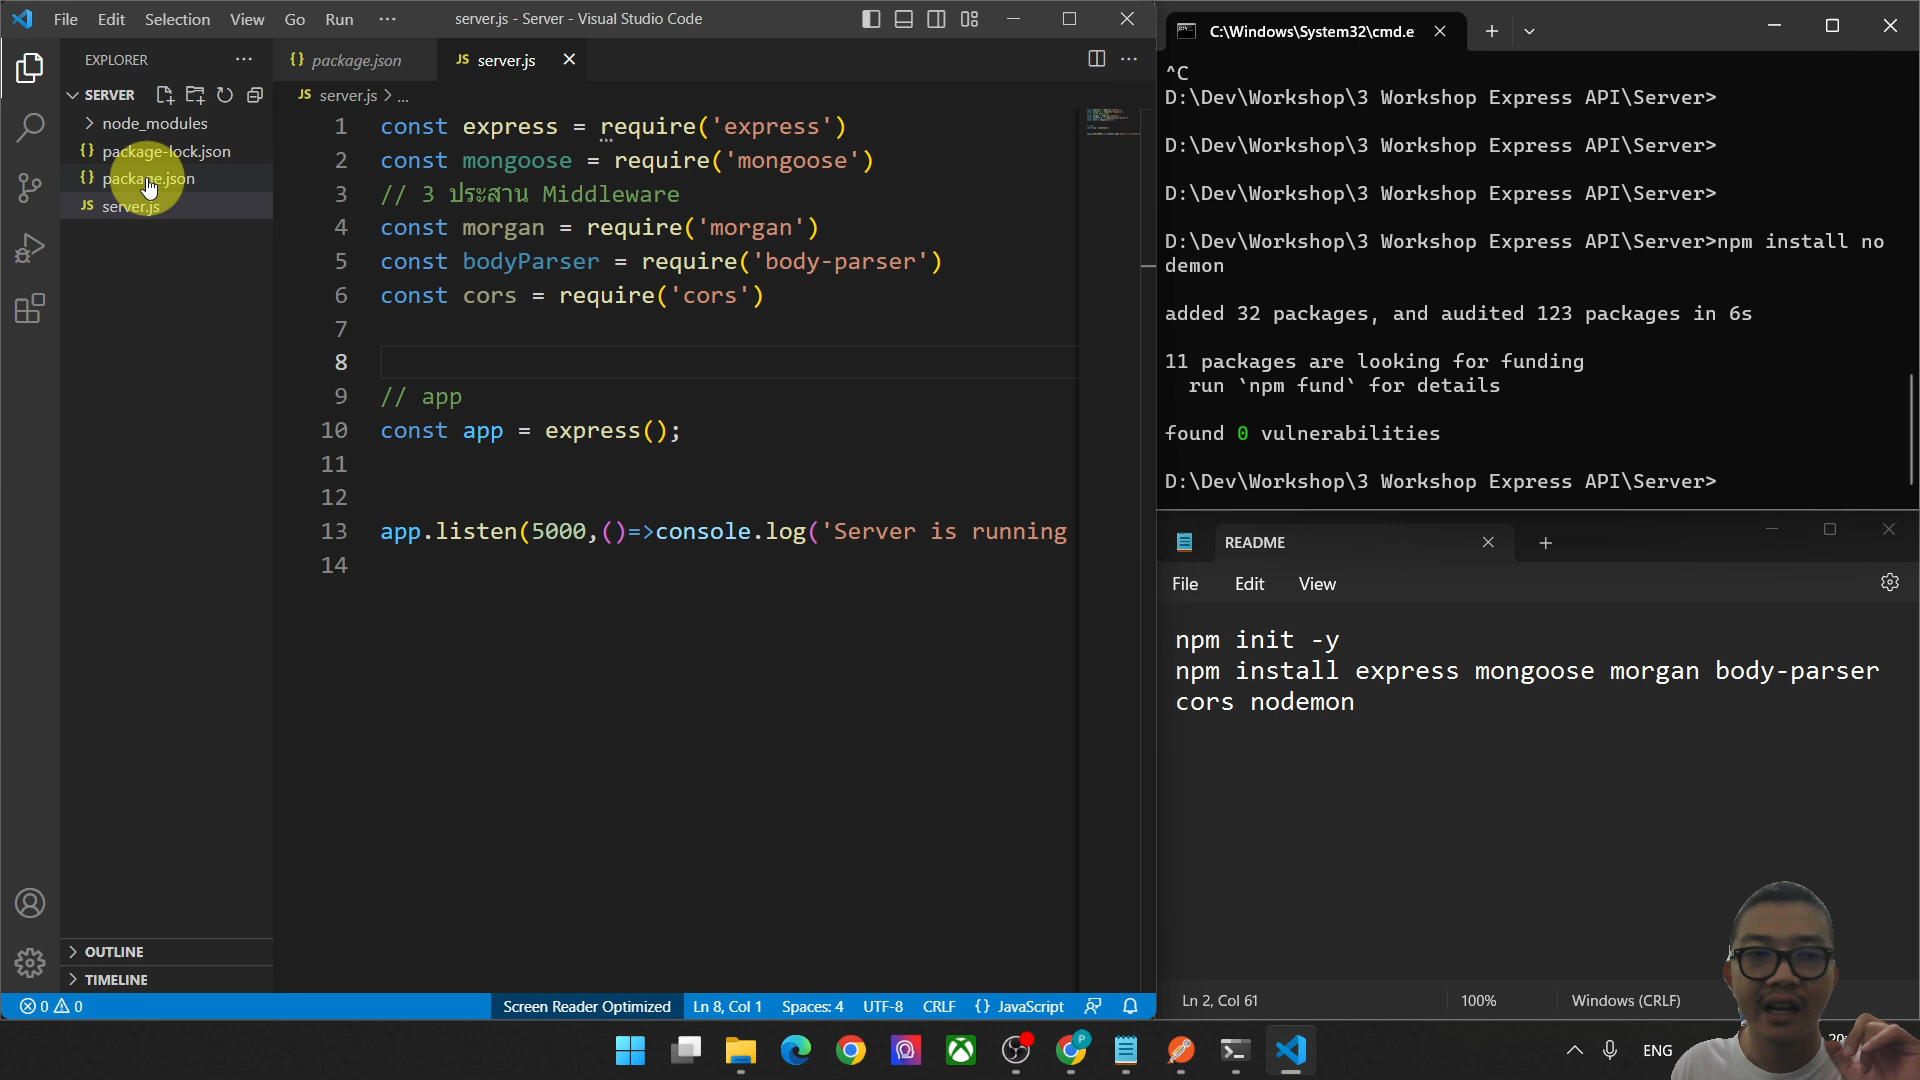 File Edit Selection View Go Run ··· server.js - Server - Visual Studio Code
EXPLORER ···
SERVER
node_modules
package-lock.json
package.json
server.js
OUTLINE
TIMELINE
{} package.json
JS server.js
JS server.js > ...
1 const express = require('express')
2 const mongoose = require('mongoose')
3 // 3 ประสาน Middleware
4 const morgan = require('morgan')
5 const bodyParser = require('body-parser')
6 const cors = require('cors')
7
8
9 // app
10 const app = express();
11
12
13 app.listen(5000,()=>console.log('Server is running
14
0 0 Screen Reader Optimized Ln 8, Col 1 Spaces: 4 UTF-8 CRLF {} JavaScript
C:\Windows\System32\cmd.e
^C
D:\Dev\Workshop\3 Workshop Express API\Server>
D:\Dev\Workshop\3 Workshop Express API\Server>
D:\Dev\Workshop\3 Workshop Express API\Server>
D:\Dev\Workshop\3 Workshop Express API\Server>npm install no
demon
added 32 packages, and audited 123 packages in 6s
11 packages are looking for funding
run `npm fund` for details
found 0 vulnerabilities
D:\Dev\Workshop\3 Workshop Express API\Server>
README
File Edit View
npm init -y
npm install express mongoose morgan body-parser
cors nodemon
Ln 2, Col 61 100% Windows (CRLF)
ENG